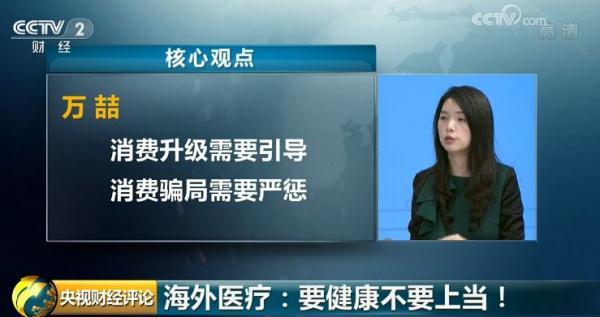 CCTV 2
财经
CCTV.com
高清
核心观点
万喆
消费升级需要引导
消费骗局需要严惩
央视财经评论
海外医疗：要健康不要上当！